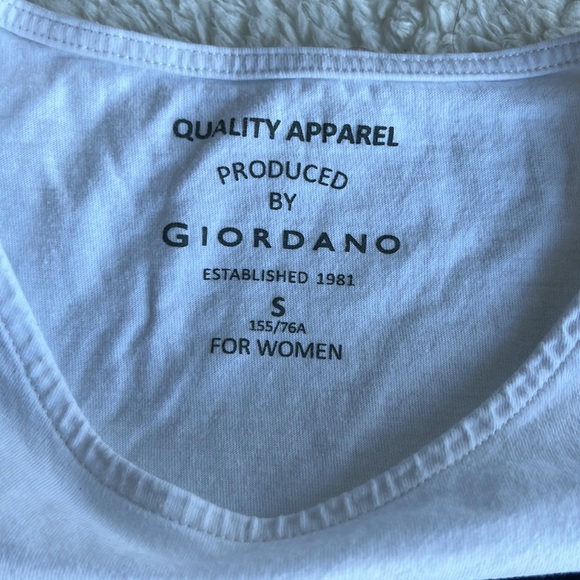 QUALITY APPAREL
PRODUCED
BY
GIORDANO
ESTABLISHED 1981
S
155/76A
FOR WOMEN